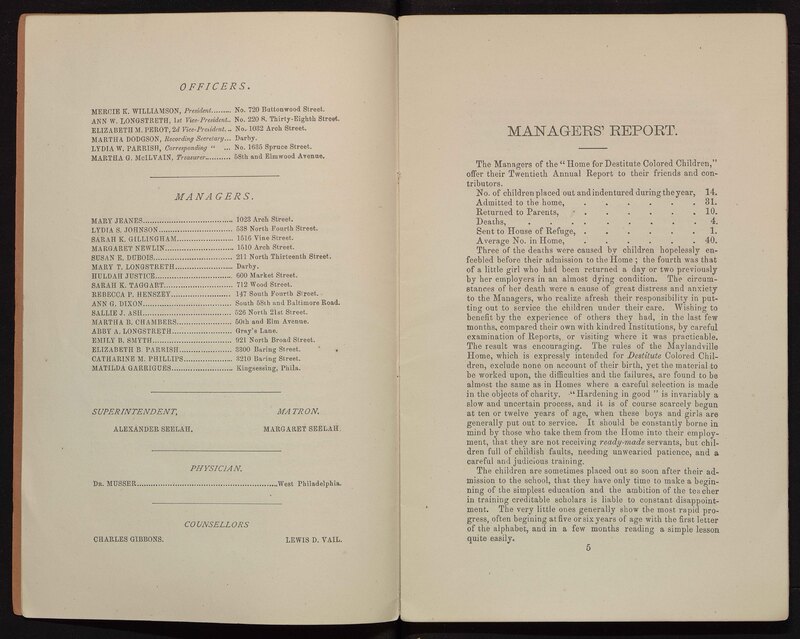 OFFICERS.
MERCIE K. WILLIAMSON, President......... No. 720 Buttonwood Street.
ANN W. LONGSTRETH, 1st Vice-President.. No. 220 S. Thirty-Eighth Street.
ELIZABETH M. PEROT, 2d Vice-President. .. No. 1032 Arch Street.
MARTHA DODGSON, Recording Secretary.... Darby.
LYDIA W. PARRISH, Corresponding " ... No. 1635 Spruce Street.
MARTHA G. McILVAIN, Treasurer........... 58th and Elmwood Avenue.
MANAGERS.
MARY JEANES........................................ 1023 Arch Street.
LYDIA S. JOHNSON................................. 538 North Fourth Street.
SARAH K. GILLINGHAM......................... 1516 Vine Street.
MARGARET NEWLIN............................... 1510 Arch Street.
SUSAN E. DUBOIS................................... 211 North Thirteenth Street.
MARY T. LONGSTRETH.......................... Darby.
HULDAH JUSTICE................................... 600 Market Street.
SARAH K. TAGGART............................... 712 Wood Street.
REBECCA P. HENSZEY........................... 147 South Fourth Street.
ANN G. DIXON........................................ South 58th and Baltimore Road.
SALLIE J. ASH........................................ 526 North 21st Street.
MARTHA B. CHAMBERS......................... 50th and Elm Avenue.
ABBY A. LONGSTRETH........................... Gray's Lane.
EMILY B. SMYTH.................................... 921 North Broad Street.
ELIZABETH B. PARRISH........................ 3300 Baring Street.
CATHARINE M. PHILLIPS....................... 3210 Baring Street.
MATILDA GARRIGUES............................ Kingsessing, Phila.
SUPERINTENDENT, MATRON.
ALEXANDER SEELAH, MARGARET SEELAH.
PHYSICIAN.
DR. MUSSER......................................................West Philadelphia.
COUNSELLORS
CHARLES GIBBONS. LEWIS D. VAIL.
MANAGERS' REPORT.
The Managers of the "Home for Destitute Colored Children,"
offer their Twentieth Annual Report to their friends and con-
tributors.
No. of children placed out and indentured during the year, 14.
Admitted to the home, . . . . . . 31.
Returned to Parents, . . . . . . 10.
Deaths, . . . . . . . . 4.
Sent to House of Refuge, . . . . . . 1.
Average No. in Home, . . . . . . 40.
Three of the deaths were caused by children hopelessly en-
feebled before their admission to the Home; the fourth was that
of a little girl who had been returned a day or two previously
by her employers in an almost dying condition. The circum-
stances of her death were a cause of great distress and anxiety
to the Managers, who realize afresh their responsibility in put-
ting out to service the children under their care. Wishing to
benefit by the experience of others they had, in the last few
months, compared their own with kindred Institutions, by careful
examination of Reports, or visiting where it was practicable.
The result was encouraging. The rules of the Maylandville
Home, which is expressly intended for Destitute Colored Chil-
dren, exclude none on account of their birth, yet the material to
be worked upon, the difficulties and the failures, are found to be
almost the same as in Homes where a careful selection is made
in the objects of charity. "Hardening in good" is invariably a
slow and uncertain process, and it is of course scarcely begun
at ten or twelve years of age, when these boys and girls are
generally put out to service. It should be constantly borne in
mind by those who take them from the Home into their employ-
ment, that they are not receiving ready-made servants, but chil-
dren full of childish faults, needing unwearied patience, and a
careful and judicious training.
The children are sometimes placed out so soon after their ad-
mission to the school, that they have only time to make a begin-
ning of the simplest education and the ambition of the teacher
in training creditable scholars is liable to constant disappoint-
ment. The very little ones generally show the most rapid pro-
gress, often begining at five or six years of age with the first letter
of the alphabet, and in a few months reading a simple lesson
quite easily.
5